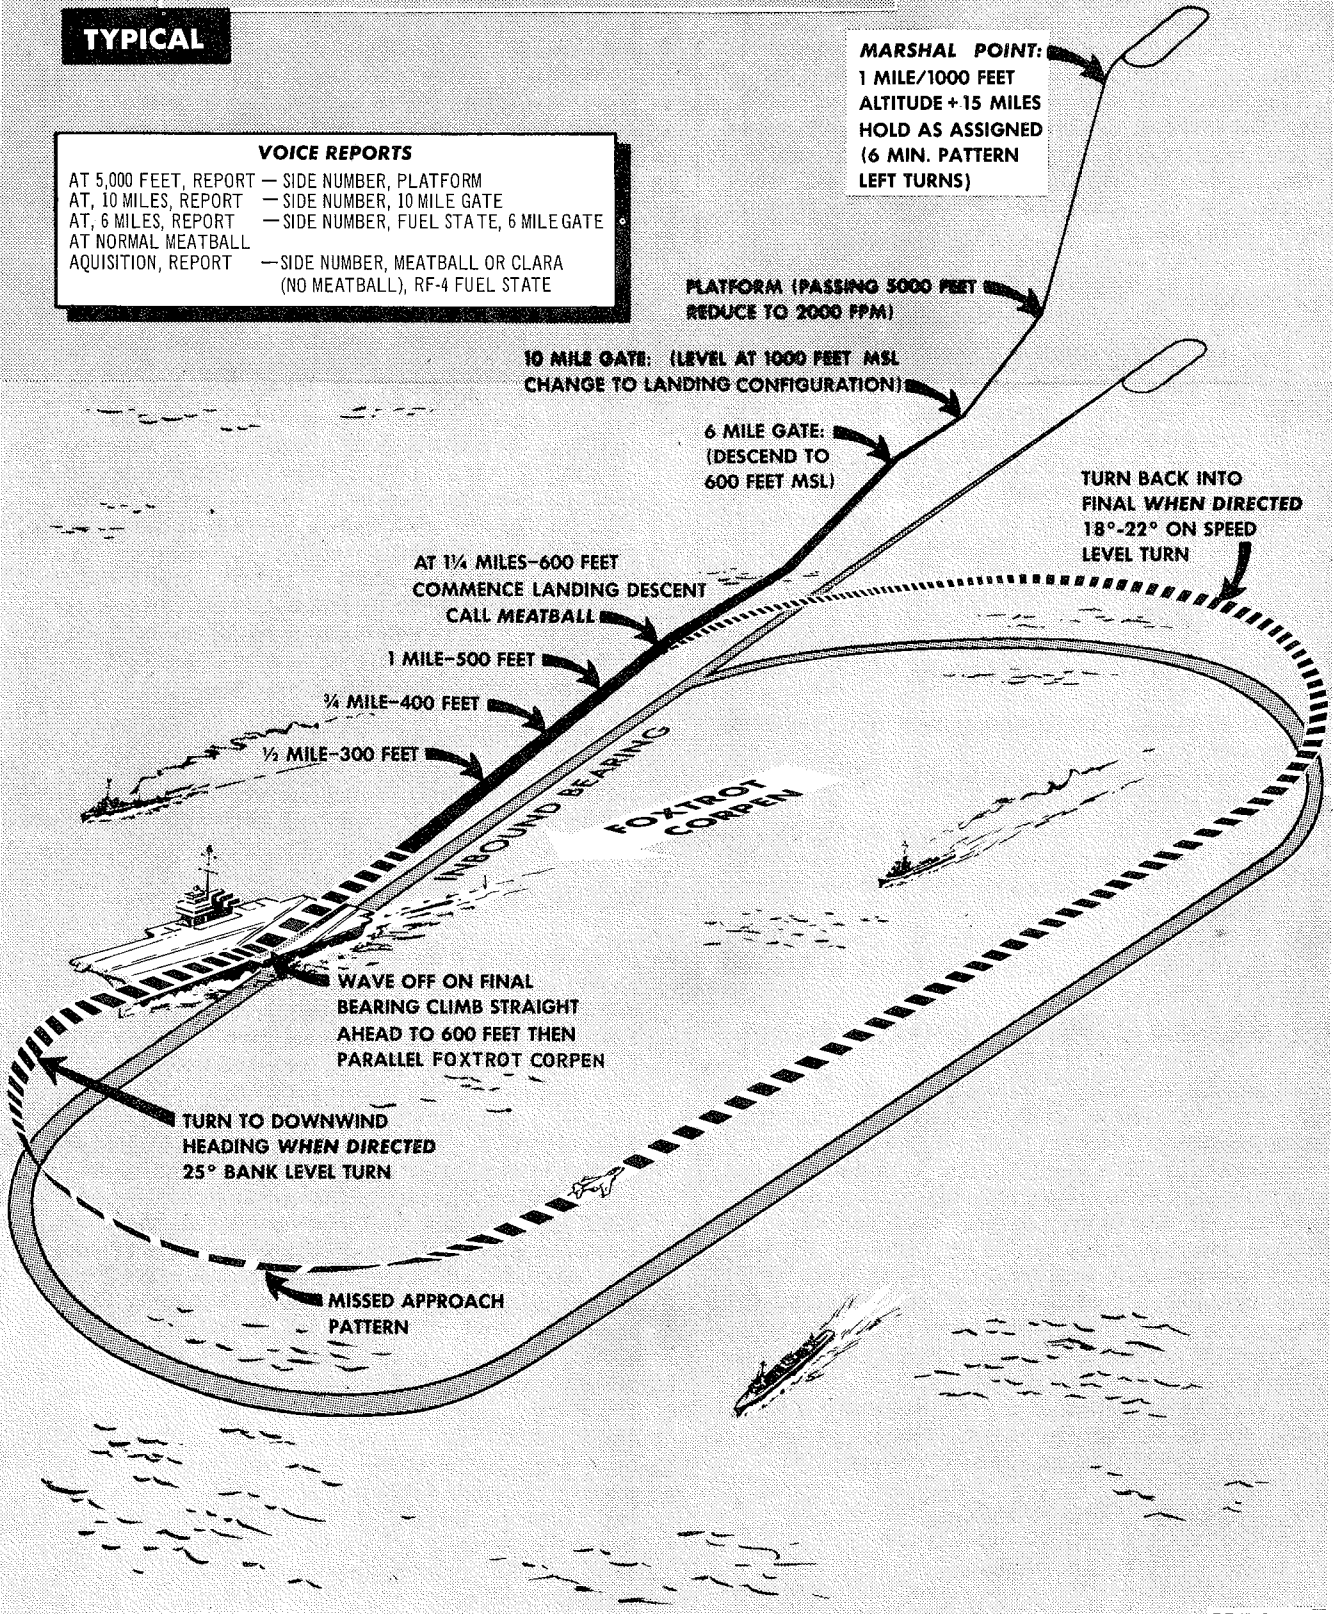 TYPICAL
MARSHAL POINT:
1 MILE/1000 FEET
ALTITUDE + 15 MILES
HOLD AS ASSIGNED
(6 MIN. PATTERN
LEFT TURNS)
VOICE REPORTS
AT 5,000 FEET, REPORT — SIDE NUMBER, PLATFORM
AT, 10 MILES, REPORT — SIDE NUMBER, 10 MILE GATE
AT, 6 MILES, REPORT — SIDE NUMBER, FUEL STATE, 6 MILE GATE
AT NORMAL MEATBALL
AQUISITION, REPORT — SIDE NUMBER, MEATBALL OR CLARA
(NO MEATBALL), RF-4 FUEL STATE
PLATFORM (PASSING 5000 FEET
REDUCE TO 2000 FPM)
10 MILE GATE: (LEVEL AT 1000 FEET MSL
CHANGE TO LANDING CONFIGURATION)
6 MILE GATE:
(DESCEND TO
600 FEET MSL)
TURN BACK INTO
FINAL WHEN DIRECTED
18°-22° ON SPEED
LEVEL TURN
AT 1¼ MILES-600 FEET
COMMENCE LANDING DESCENT
CALL MEATBALL
1 MILE-500 FEET
¾ MILE-400 FEET
½ MILE-300 FEET
INBOUND BEARING
FOXTROT
CORPEN
WAVE OFF ON FINAL
BEARING CLIMB STRAIGHT
AHEAD TO 600 FEET THEN
PARALLEL FOXTROT CORPEN
TURN TO DOWNWIND
HEADING WHEN DIRECTED
25° BANK LEVEL TURN
MISSED APPROACH
PATTERN